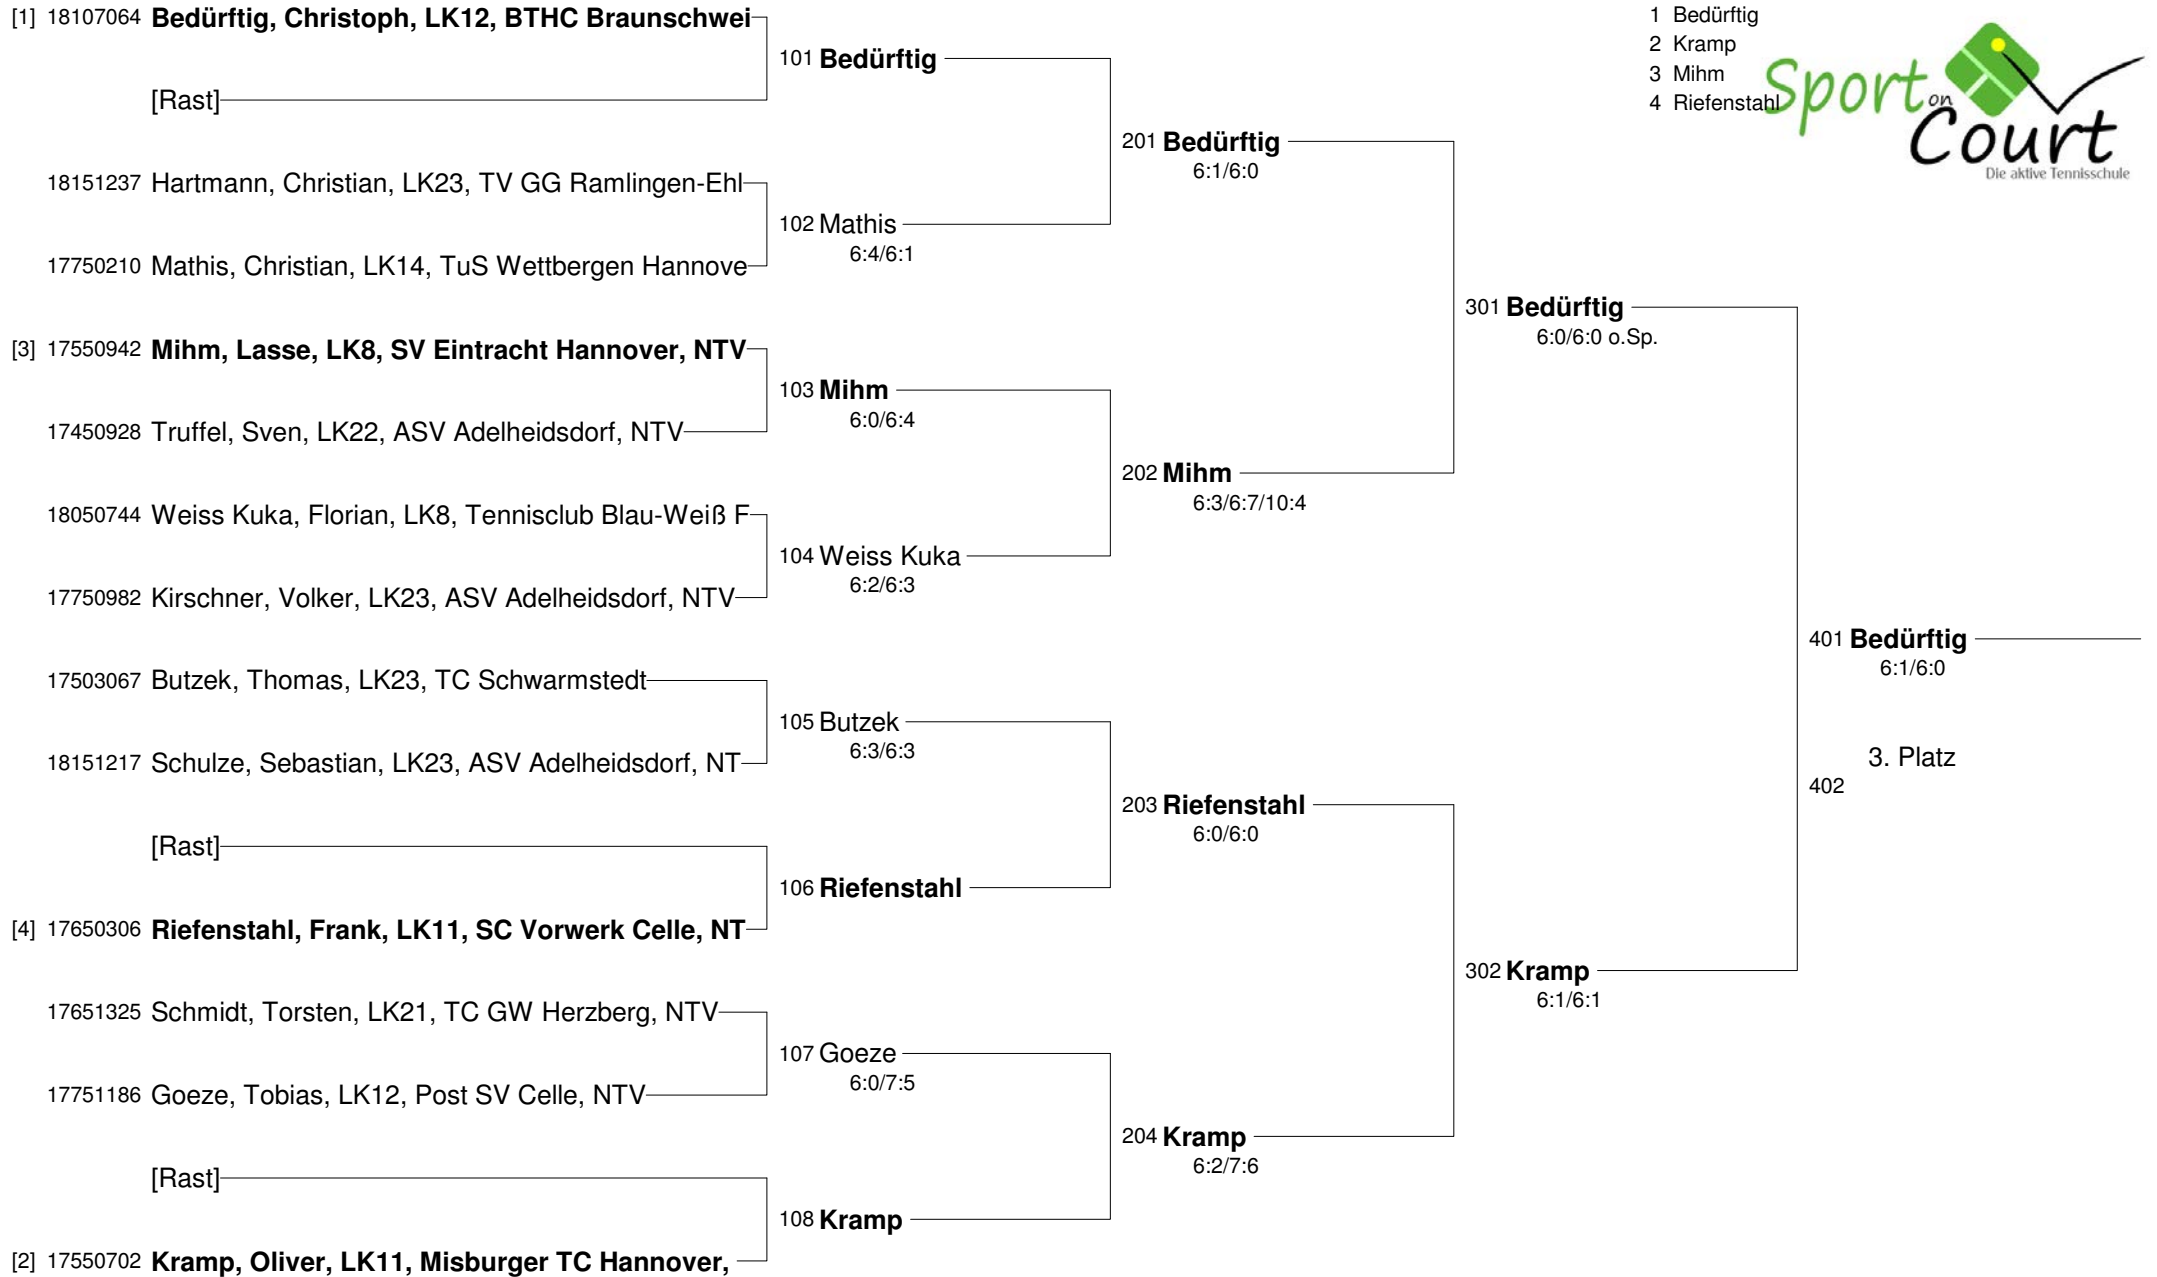 [1] 18107064 Bedürftig, Christoph, LK12, BTHC Braunschwei
[Rast]
18151237 Hartmann, Christian, LK23, TV GG Ramlingen-Ehl
17750210 Mathis, Christian, LK14, TuS Wettbergen Hannove
[3] 17550942 Mihm, Lasse, LK8, SV Eintracht Hannover, NTV
17450928 Truffel, Sven, LK22, ASV Adelheidsdorf, NTV
18050744 Weiss Kuka, Florian, LK8, Tennisclub Blau-Weiß F
17750982 Kirschner, Volker, LK23, ASV Adelheidsdorf, NTV
17503067 Butzek, Thomas, LK23, TC Schwarmstedt
18151217 Schulze, Sebastian, LK23, ASV Adelheidsdorf, NT
[Rast]
[4] 17650306 Riefenstahl, Frank, LK11, SC Vorwerk Celle, NT
17651325 Schmidt, Torsten, LK21, TC GW Herzberg, NTV
17751186 Goeze, Tobias, LK12, Post SV Celle, NTV
[Rast]
[2] 17550702 Kramp, Oliver, LK11, Misburger TC Hannover,
101 Bedürftig
102 Mathis
6:4/6:1
103 Mihm
6:0/6:4
104 Weiss Kuka
6:2/6:3
105 Butzek
6:3/6:3
106 Riefenstahl
107 Goeze
6:0/7:5
108 Kramp
201 Bedürftig
6:1/6:0
202 Mihm
6:3/6:7/10:4
203 Riefenstahl
6:0/6:0
204 Kramp
6:2/7:6
301 Bedürftig
6:0/6:0 o.Sp.
302 Kramp
6:1/6:1
401 Bedürftig
6:1/6:0
3. Platz
402
1 Bedürftig
2 Kramp
3 Mihm
4 Riefenstahl
Sport on
Court
Die aktive Tennisschule